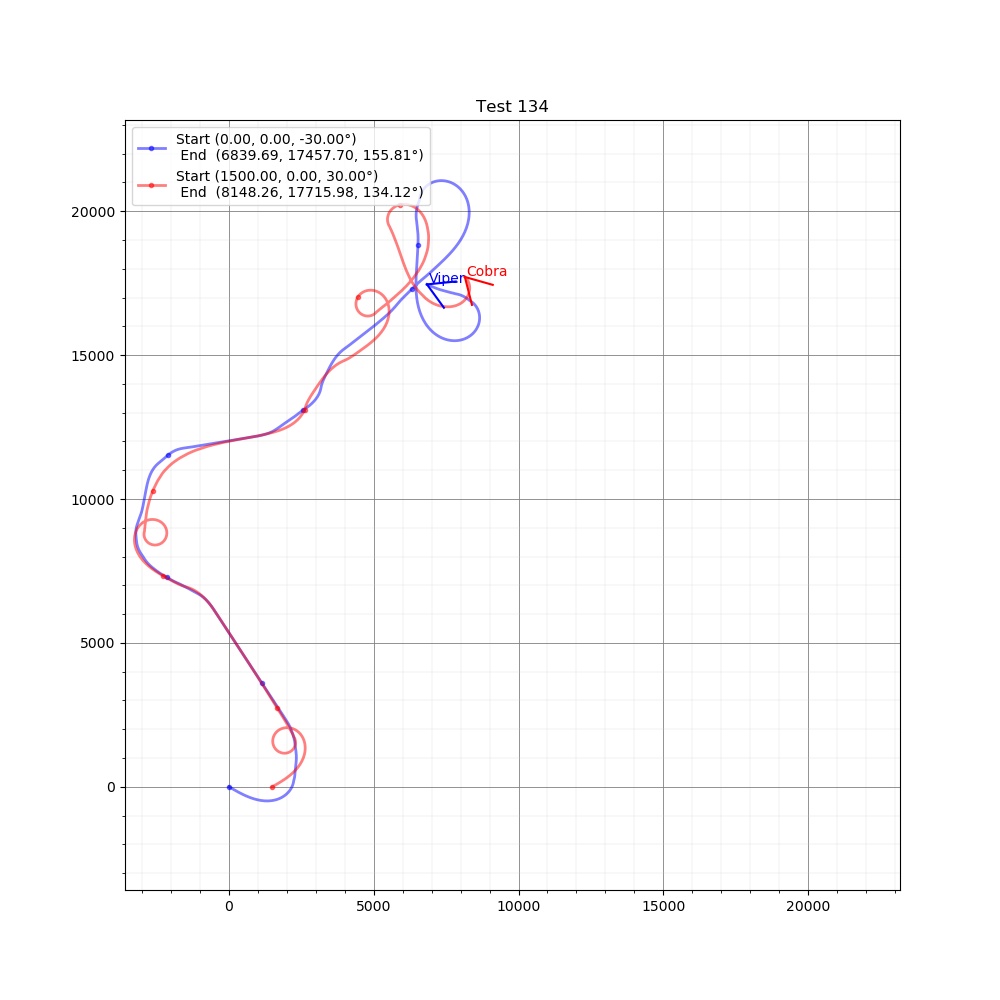 Test 134
Start (0.00, 0.00, -30.00°)
End (6839.69, 17457.70, 155.81°)
Start (1500.00, 0.00, 30.00°)
End (8148.26, 17715.98, 134.12°)
20000
Cobra
Viper
15000
10000
5000
0
0 5000 10000 15000 20000